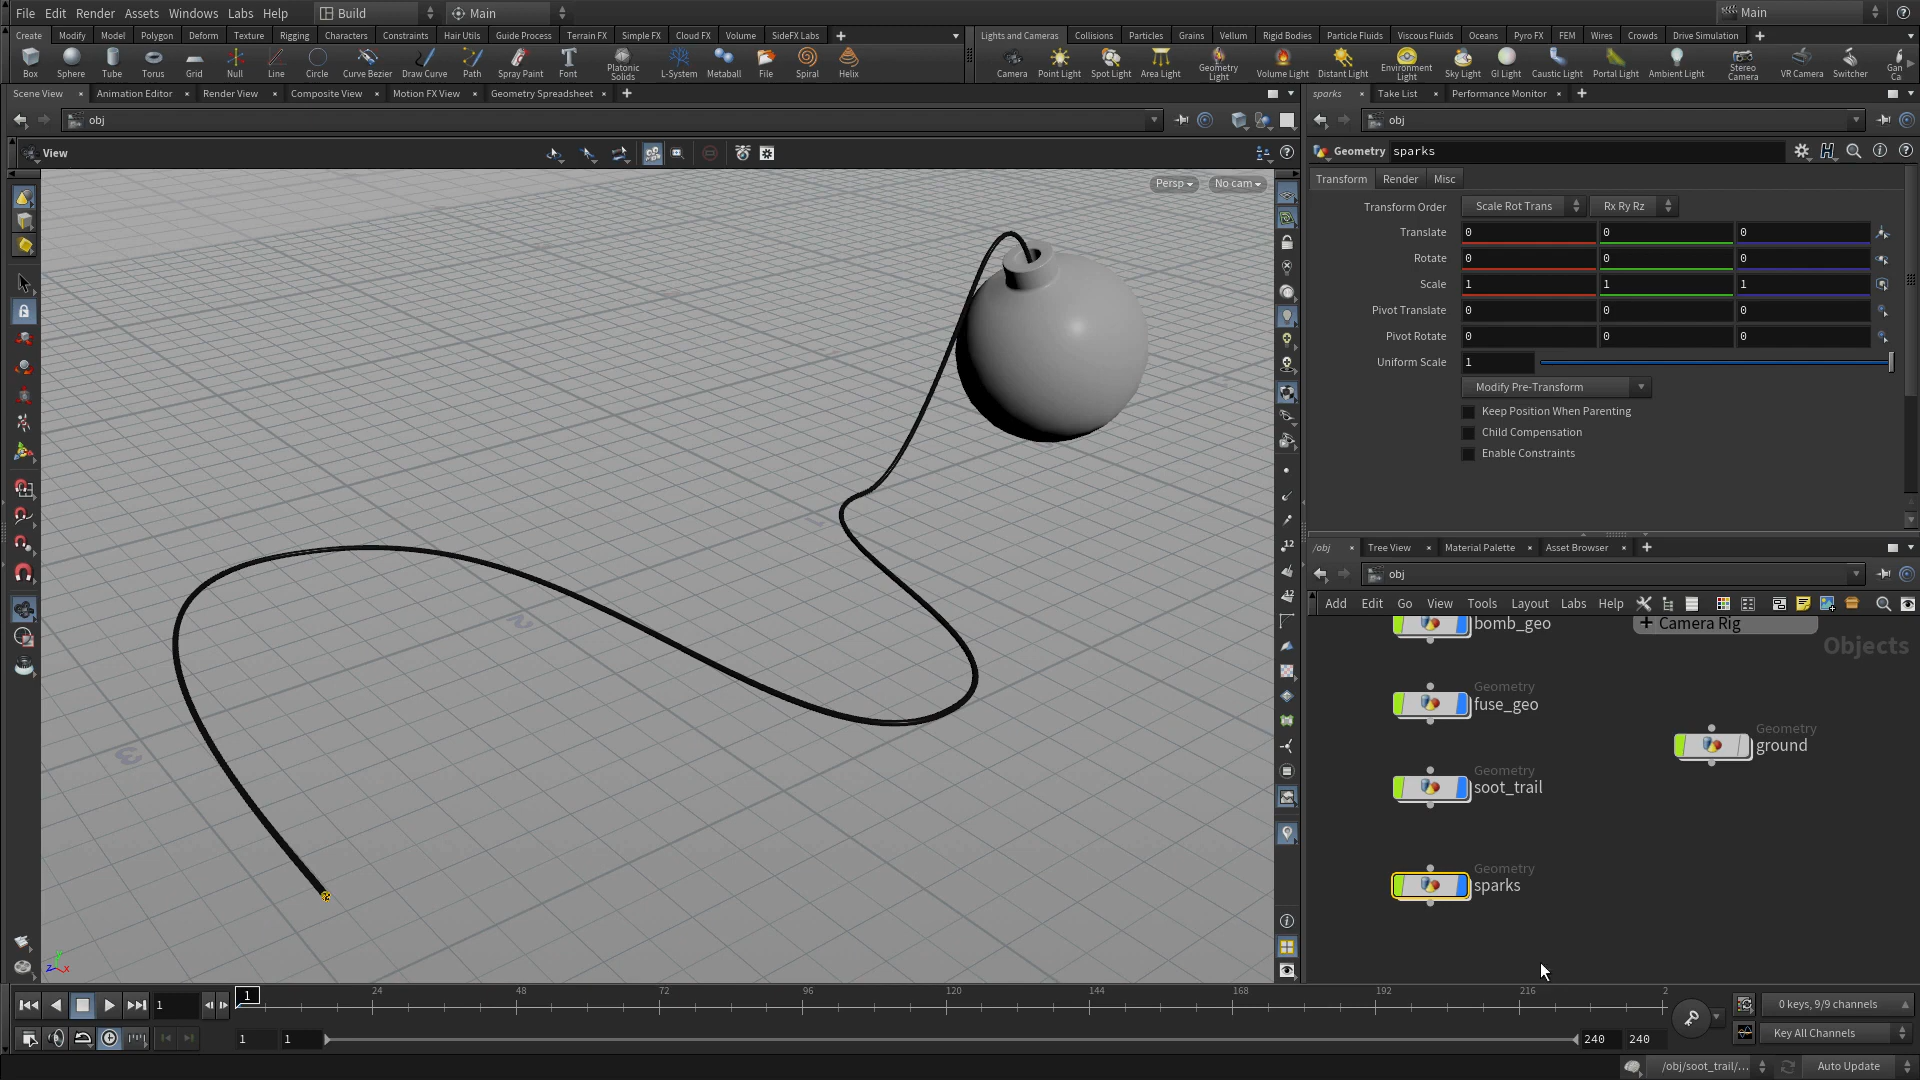 File Edit Render Assets Windows Labs Help Build Main Main
Create Modify Model Polygon Deform Texture Rigging Characters Constraints Hair Utils Guide Process Terrain FX Simple FX Cloud FX Volume SideFX Labs
Lights and Cameras Collisions Particles Grains Vellum Rigid Bodies Particle Fluids Viscous Fluids Oceans Pyro FX FEM Wires Crowds Drive Simulation
Box Sphere Tube Torus Grid Null Line Circle Curve Bezier Draw Curve Path Spray Paint Font Platonic Solids L-System Metaball File Spiral Helix
Camera Point Light Spot Light Area Light Geometry Light Volume Light Distant Light Environment Light Sky Light GI Light Caustic Light Portal Light Ambient Light Stereo Camera VR Camera Switcher Gan Ca
Scene View Animation Editor Render View Composite View Motion FX View Geometry Spreadsheet
obj
View
Persp No cam
sparks Take List Performance Monitor
obj
Geometry sparks
Transform Render Misc
Transform Order Scale Rot Trans Rx Ry Rz
Translate 0 0 0
Rotate 0 0 0
Scale 1 1 1
Pivot Translate 0 0 0
Pivot Rotate 0 0 0
Uniform Scale 1
Modify Pre-Transform
Keep Position When Parenting
Child Compensation
Enable Constraints
/obj Tree View Material Palette Asset Browser
obj
Add Edit Go View Tools Layout Labs Help
bomb_geo
Camera Rig
Objects
Geometry
fuse_geo
Geometry
ground
Geometry
soot_trail
Geometry
sparks
12
12
2
3
z y x
1 1 24 48 72 96 120 144 168 192 216 2
0 keys, 9/9 channels
1 1 240 240
Key All Channels
/obj/soot_trail/... Auto Update